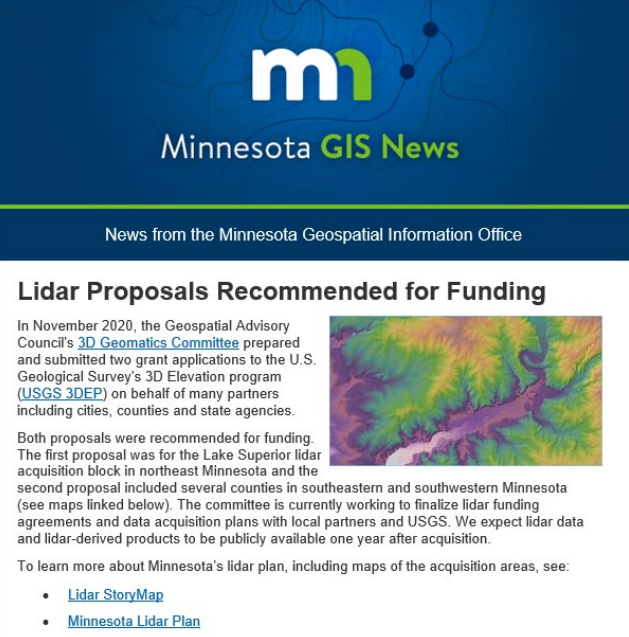 mn
Minnesota GIS News
News from the Minnesota Geospatial Information Office
Lidar Proposals Recommended for Funding
In November 2020, the Geospatial Advisory
Council's 3D Geomatics Committee prepared
and submitted two grant applications to the U.S.
Geological Survey's 3D Elevation program
(USGS 3DEP) on behalf of many partners
including cities, counties and state agencies.
Both proposals were recommended for funding.
The first proposal was for the Lake Superior lidar
acquisition block in northeast Minnesota and the
second proposal included several counties in southeastern and southwestern Minnesota
(see maps linked below). The committee is currently working to finalize lidar funding
agreements and data acquisition plans with local partners and USGS. We expect lidar data
and lidar-derived products to be publicly available one year after acquisition.
To learn more about Minnesota's lidar plan, including maps of the acquisition areas, see:
• Lidar StoryMap
• Minnesota Lidar Plan